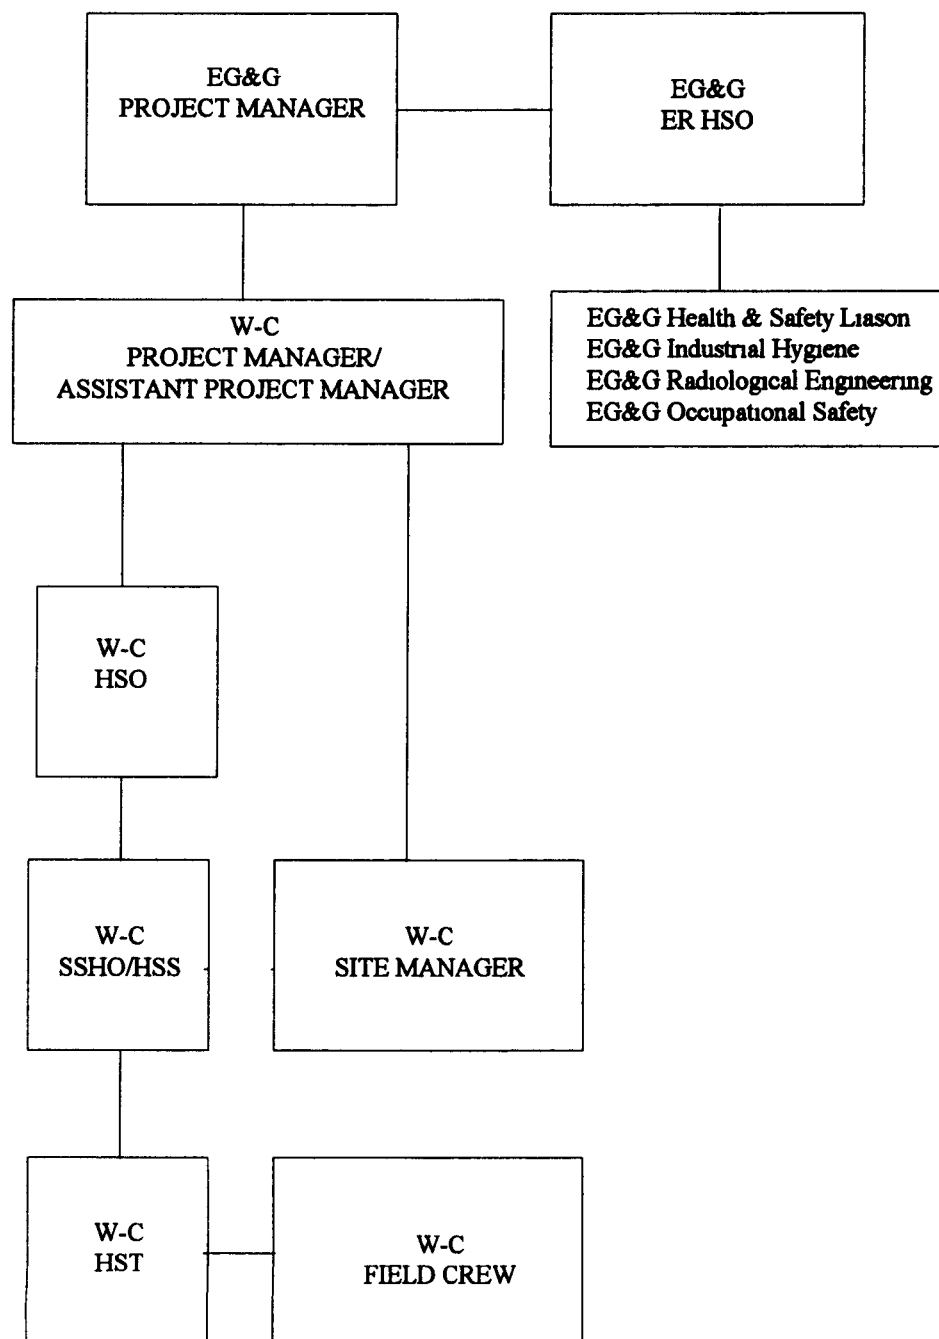 EG&G
PROJECT MANAGER
EG&G
ER HSO
W-C
PROJECT MANAGER/
ASSISTANT PROJECT MANAGER
EG&G Health & Safety Liason
EG&G Industrial Hygiene
EG&G Radiological Engineering
EG&G Occupational Safety
W-C
HSO
W-C
SSHO/HSS
W-C
SITE MANAGER
W-C
HST
W-C
FIELD CREW